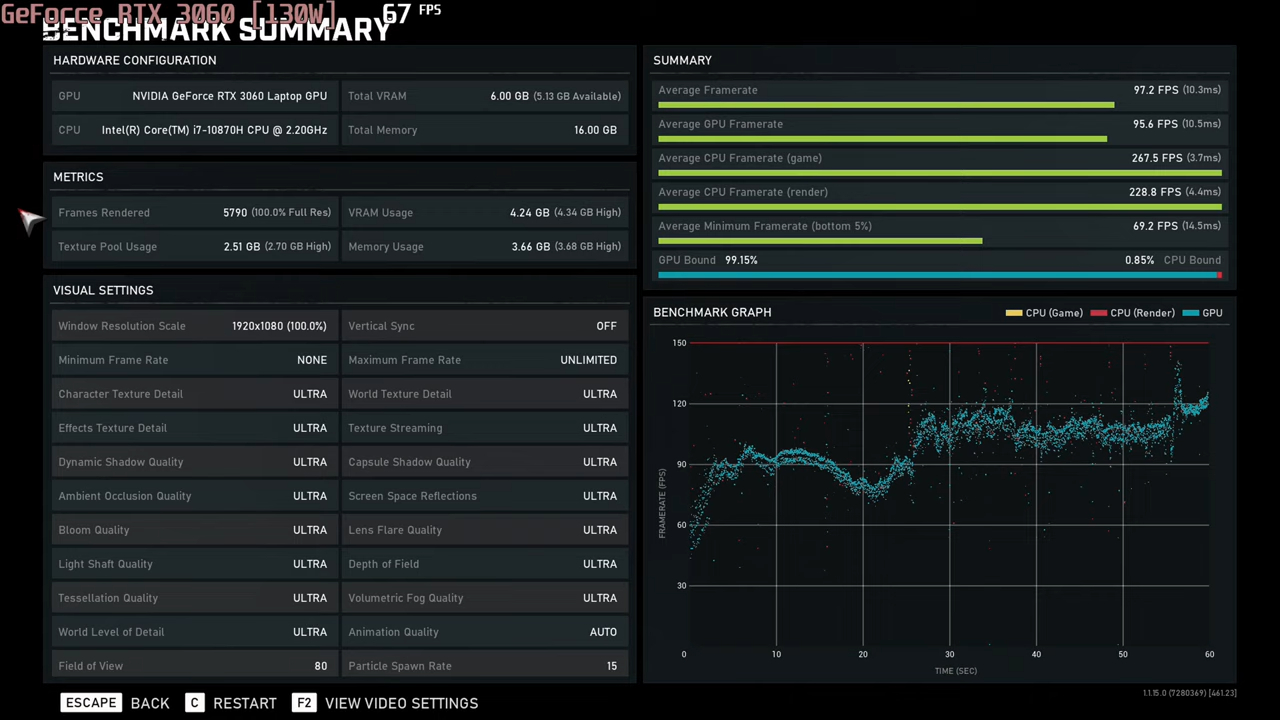 GeForce RTX 3060 [130W] 67 FPS
BENCHMARK SUMMARY
HARDWARE CONFIGURATION
GPU NVIDIA GeForce RTX 3060 Laptop GPU Total VRAM 6.00 GB (5.13 GB Available)
CPU Intel(R) Core(TM) i7-10870H CPU @ 2.20GHz Total Memory 16.00 GB
METRICS
Frames Rendered 5790 (100.0% Full Res) VRAM Usage 4.24 GB (4.34 GB High)
Texture Pool Usage 2.51 GB (2.70 GB High) Memory Usage 3.66 GB (3.68 GB High)
VISUAL SETTINGS
Window Resolution Scale 1920x1080 (100.0%) Vertical Sync OFF
Minimum Frame Rate NONE Maximum Frame Rate UNLIMITED
Character Texture Detail ULTRA World Texture Detail ULTRA
Effects Texture Detail ULTRA Texture Streaming ULTRA
Dynamic Shadow Quality ULTRA Capsule Shadow Quality ULTRA
Ambient Occlusion Quality ULTRA Screen Space Reflections ULTRA
Bloom Quality ULTRA Lens Flare Quality ULTRA
Light Shaft Quality ULTRA Depth of Field ULTRA
Tessellation Quality ULTRA Volumetric Fog Quality ULTRA
World Level of Detail ULTRA Animation Quality AUTO
Field of View 80 Particle Spawn Rate 15
SUMMARY
Average Framerate 97.2 FPS (10.3ms)
Average GPU Framerate 95.6 FPS (10.5ms)
Average CPU Framerate (game) 267.5 FPS (3.7ms)
Average CPU Framerate (render) 228.8 FPS (4.4ms)
Average Minimum Framerate (bottom 5%) 69.2 FPS (14.5ms)
GPU Bound 99.15% 0.85% CPU Bound
BENCHMARK GRAPH CPU (Game) CPU (Render) GPU
150
120
90
60
30
FRAMERATE (FPS)
0 10 20 30 40 50 60
TIME (SEC)
1.1.15.0 (7280369) [461.23]
ESCAPE BACK C RESTART F2 VIEW VIDEO SETTINGS